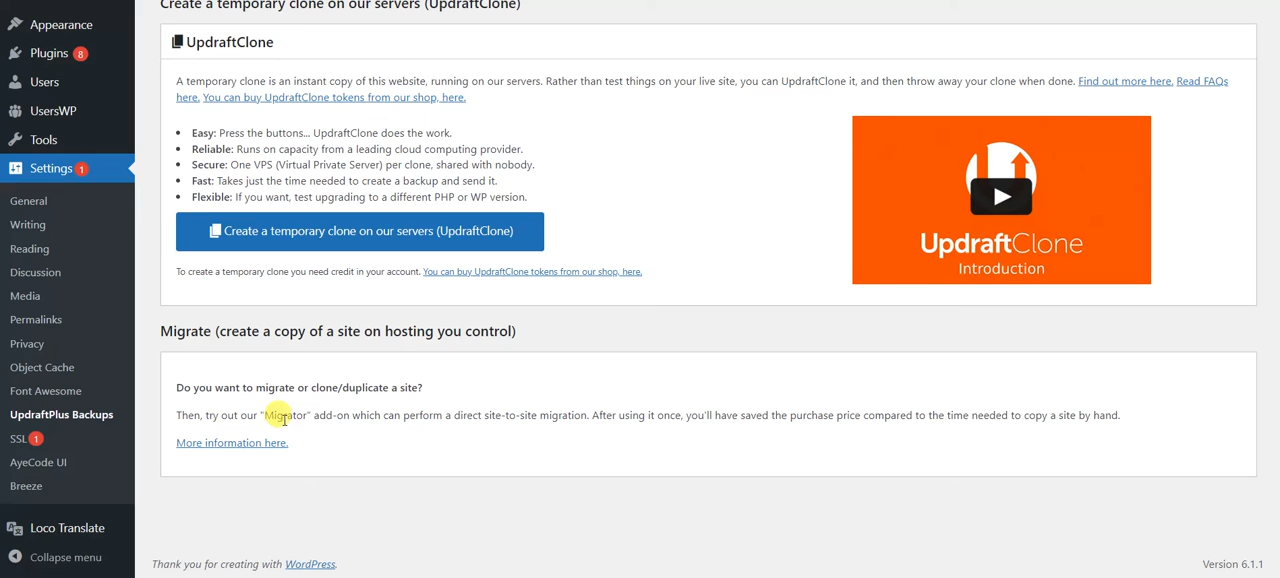 Appearance
Plugins 8
Users
UsersWP
Tools
Settings 1
General
Writing
Reading
Discussion
Media
Permalinks
Privacy
Object Cache
Font Awesome
UpdraftPlus Backups
SSL 1
AyeCode UI
Breeze
Loco Translate
Collapse menu
Create a temporary clone on our servers (UpdraftClone)
UpdraftClone
A temporary clone is an instant copy of this website, running on our servers. Rather than test things on your live site, you can UpdraftClone it, and then throw away your clone when done. Find out more here. Read FAQs
here. You can buy UpdraftClone tokens from our shop, here.
• Easy: Press the buttons... UpdraftClone does the work.
• Reliable: Runs on capacity from a leading cloud computing provider.
• Secure: One VPS (Virtual Private Server) per clone, shared with nobody.
• Fast: Takes just the time needed to create a backup and send it.
• Flexible: If you want, test upgrading to a different PHP or WP version.
Create a temporary clone on our servers (UpdraftClone)
To create a temporary clone you need credit in your account. You can buy UpdraftClone tokens from our shop, here.
UpdraftClone
Introduction
Migrate (create a copy of a site on hosting you control)
Do you want to migrate or clone/duplicate a site?
Then, try out our "Migrator" add-on which can perform a direct site-to-site migration. After using it once, you'll have saved the purchase price compared to the time needed to copy a site by hand.
More information here.
Thank you for creating with WordPress.
Version 6.1.1